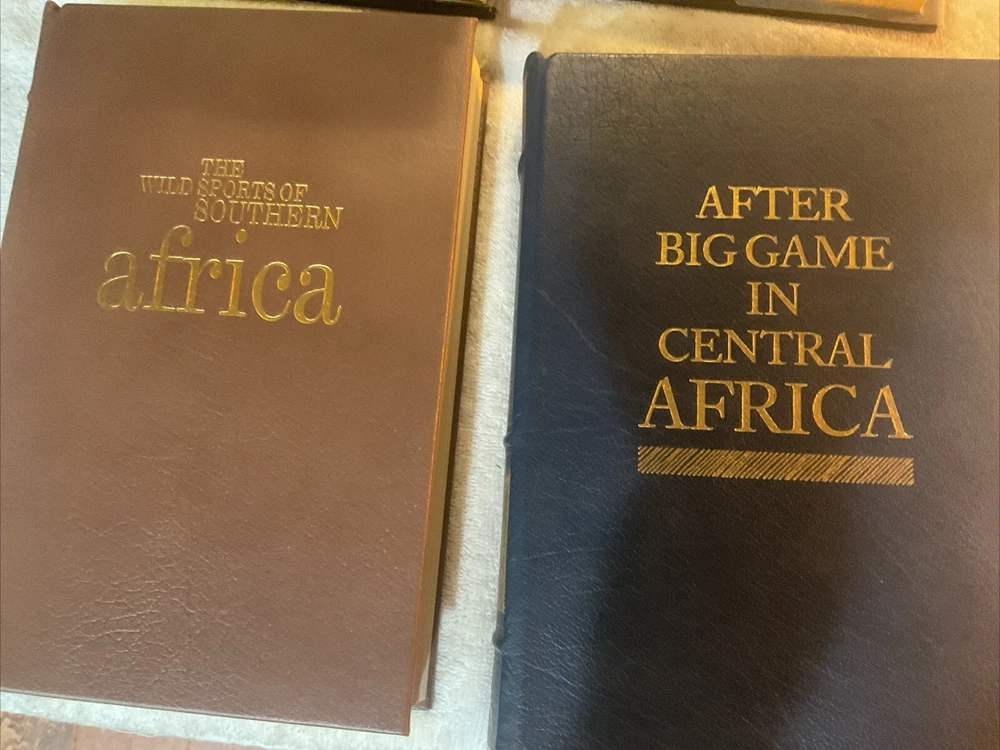 THE
WILD SPORTS OF
SOUTHERN
africa
AFTER
BIG GAME
IN
CENTRAL
AFRICA